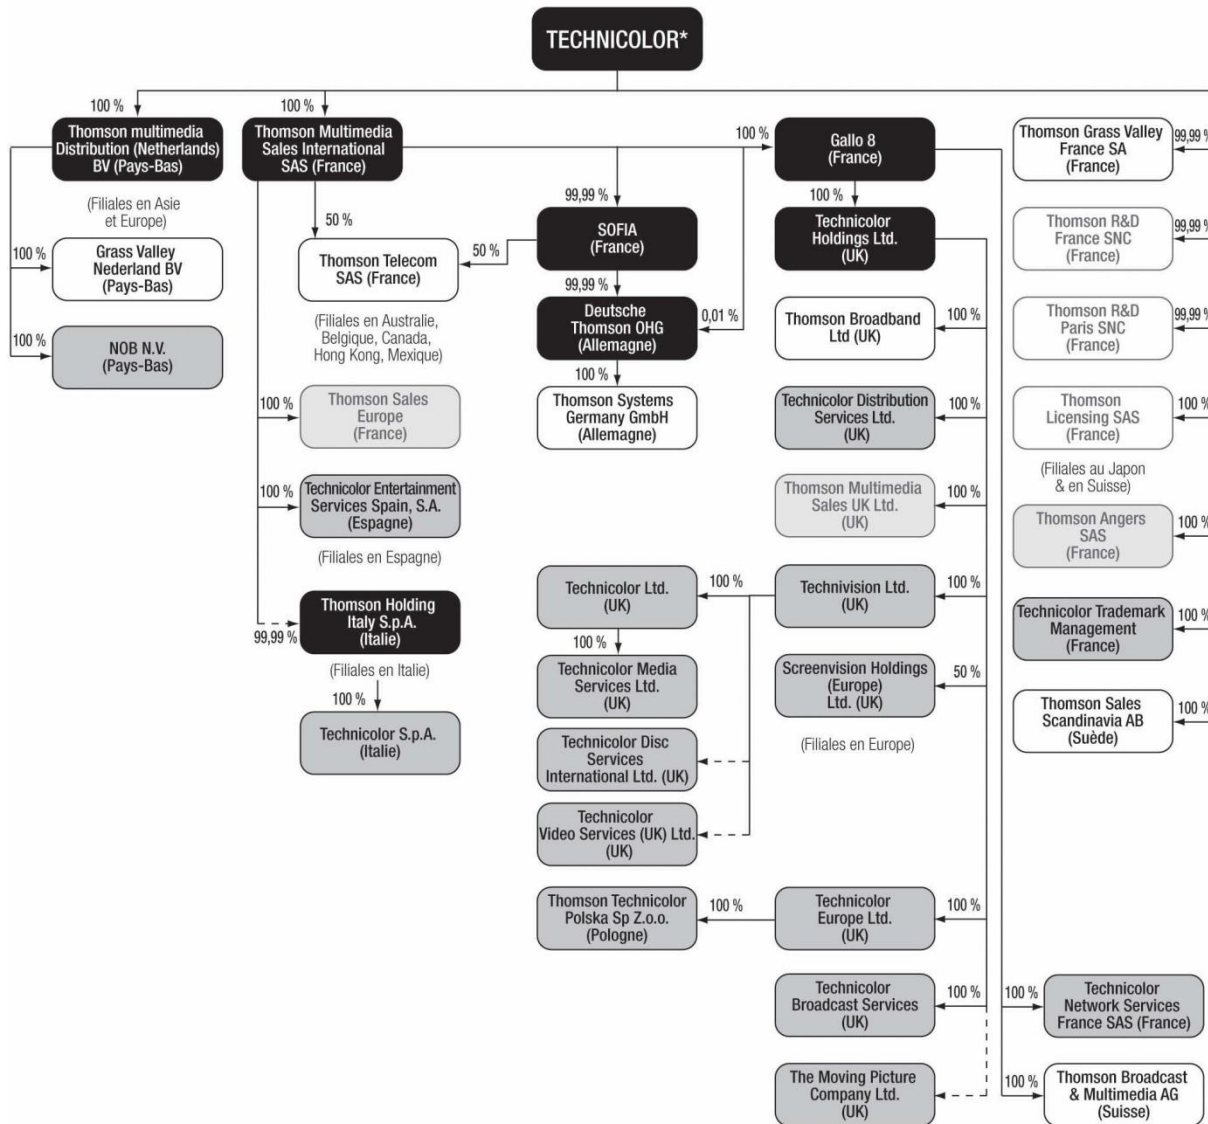 TECHNICOLOR*
100 %
Thomson multimedia
Distribution (Netherlands)
BV (Pays-Bas)
(Filiales en Asie
et Europe)
100 %
Grass Valley
Nederland BV
(Pays-Bas)
100 %
NOB N.V.
(Pays-Bas)
100 %
Thomson Multimedia
Sales International
SAS (France)
50 %
Thomson Telecom
SAS (France)
50 %
(Filiales en Australie,
Belgique, Canada,
Hong Kong, Mexique)
100 %
Thomson Sales
Europe
(France)
100 %
Technicolor Entertainment
Services Spain, S.A.
(Espagne)
(Filiales en Espagne)
99,99 %
Thomson Holding
Italy S.p.A.
(Italie)
(Filiales en Italie)
100 %
Technicolor S.p.A.
(Italie)
99,99 %
SOFIA
(France)
99,99 %
Deutsche
Thomson OHG
(Allemagne)
0,01 %
100 %
Thomson Systems
Germany GmbH
(Allemagne)
100 %
Gallo 8
(France)
100 %
Technicolor
Holdings Ltd.
(UK)
Thomson Broadband
Ltd (UK)
100 %
Technicolor Distribution
Services Ltd.
(UK)
100 %
Thomson Multimedia
Sales UK Ltd.
(UK)
100 %
Technivision Ltd.
(UK)
100 %
100 %
Technicolor Ltd.
(UK)
100 %
Technicolor Media
Services Ltd.
(UK)
Technicolor Disc
Services
International Ltd. (UK)
Technicolor
Video Services (UK) Ltd.
(UK)
Screenvision Holdings
(Europe)
Ltd. (UK)
50 %
(Filiales en Europe)
Technicolor
Europe Ltd.
(UK)
100 %
100 %
Thomson Technicolor
Polska Sp Z.o.o.
(Pologne)
Technicolor
Broadcast Services
(UK)
100 %
The Moving Picture
Company Ltd.
(UK)
100 %
Technicolor
Network Services
France SAS (France)
100 %
Thomson Broadcast
& Multimedia AG
(Suisse)
Thomson Grass Valley
France SA
(France)
99,99 %
Thomson R&D
France SNC
(France)
99,99 %
Thomson R&D
Paris SNC
(France)
99,99 %
Thomson
Licensing SAS
(France)
100 %
(Filiales au Japon
& en Suisse)
Thomson Angers
SAS
(France)
100 %
Technicolor Trademark
Management
(France)
100 %
Thomson Sales
Scandinavia AB
(Suède)
100 %